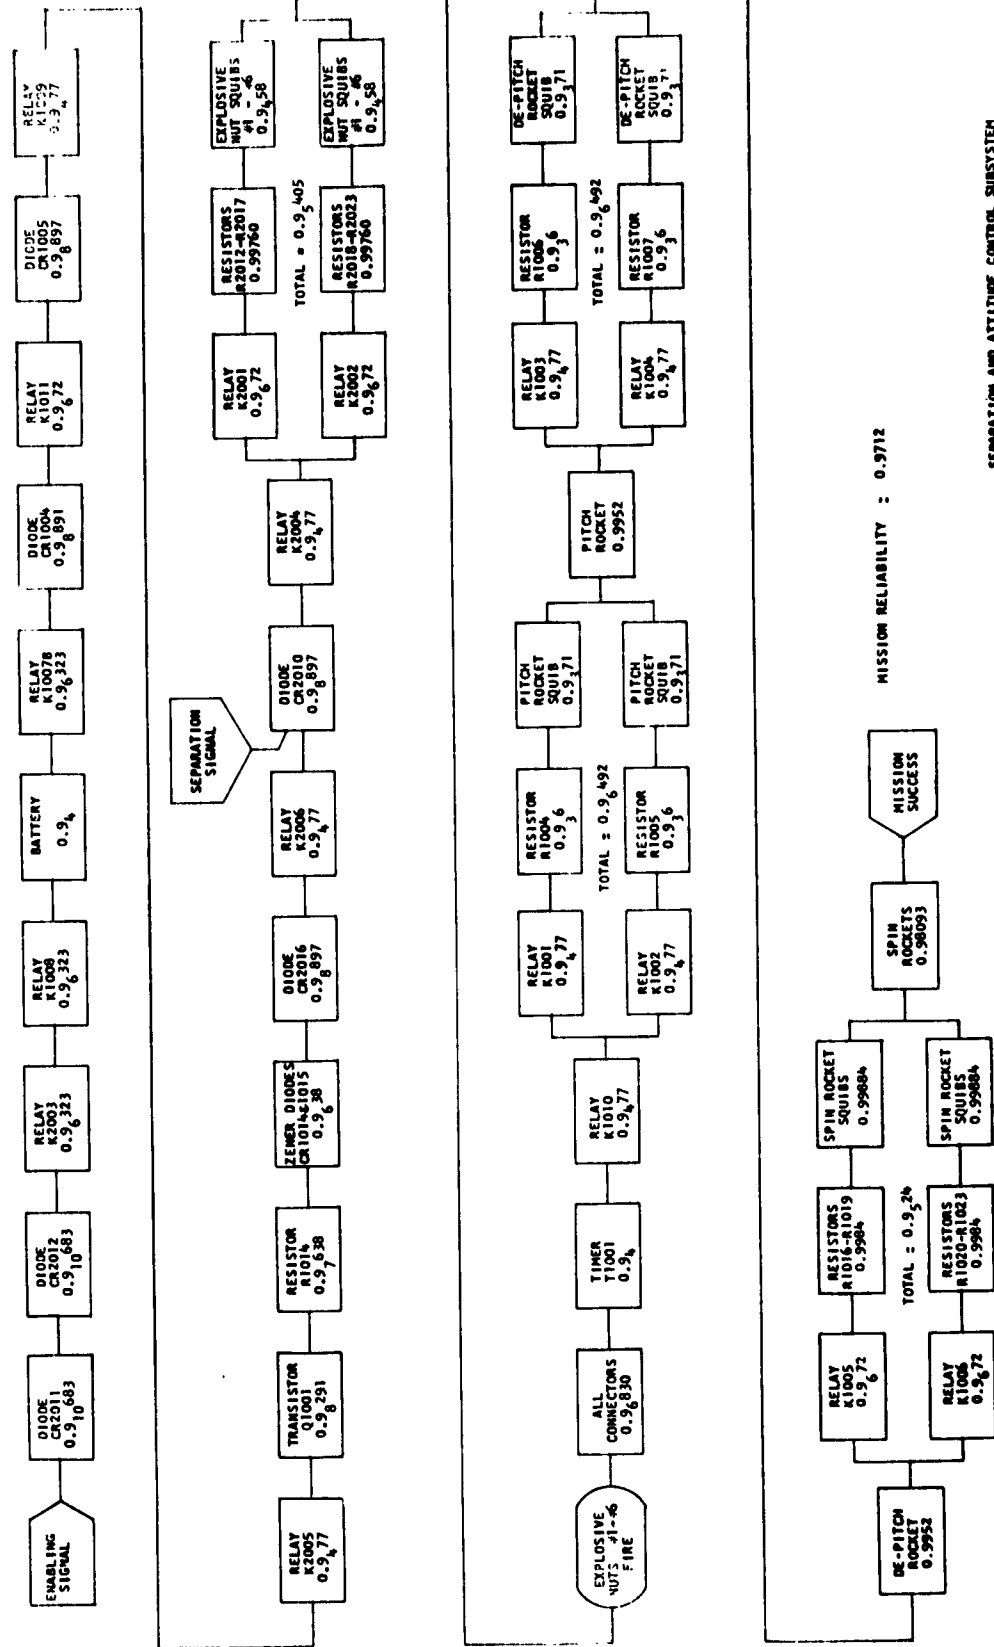 ENABLING
SIGNAL
DIODE
CR2011
0.9₁₀683
DIODE
CR2012
0.9₁₀683
RELAY
K2003
0.9₆323
RELAY
K1008
0.9₆323
BATTERY
0.9₄
RELAY
K1007B
0.9₆323
DIODE
CR1004
0.9₈891
RELAY
K1011
0.9₆72
DIODE
CR1005
0.9₈897
RELAY
K1009
0.9₄77
RELAY
K2005
0.9₄77
TRANSISTOR
Q1001
0.9₈291
RESISTOR
R1014
0.9₇638
ZENER DIODES
CR1014&1015
0.9₆38
DIODE
CR2016
0.9₈897
RELAY
K2006
0.9₄77
SEPARATION
SIGNAL
DIODE
CR2010
0.9₈897
RELAY
K2004
0.9₄77
RELAY
K2001
0.9₆72
RESISTORS
R2012-R2017
0.99760
EXPLOSIVE
NUT SQUIBS
#1 - #6
0.9₄58
TOTAL = 0.9₅405
RELAY
K2002
0.9₆72
RESISTORS
R2018-R2023
0.99760
EXPLOSIVE
NUT SQUIBS
#1 - #6
0.9₄58
EXPLOSIVE
NUTS #1-#6
FIRE
ALL
CONNECTORS
0.9₆830
TIMER
T1001
0.9₄
RELAY
K1010
0.9₄77
RELAY
K1001
0.9₄77
RESISTOR
R1004
0.9₃6
PITCH
ROCKET
SQUIB
0.9₃71
TOTAL = 0.9₆492
RELAY
K1002
0.9₄77
RESISTOR
R1005
0.9₃6
PITCH
ROCKET
SQUIB
0.9₃71
PITCH
ROCKET
0.9952
RELAY
K1003
0.9₄77
RESISTOR
R1006
0.9₃6
DE-PITCH
ROCKET
SQUIB
0.9₃71
TOTAL = 0.9₆492
RELAY
K1004
0.9₄77
RESISTOR
R1007
0.9₃6
DE-PITCH
ROCKET
SQUIB
0.9₃71
DE-PITCH
ROCKET
0.9952
RELAY
K1005
0.9₆72
RESISTORS
R1016-R1019
0.9984
SPIN ROCKET
SQUIBS
0.99884
TOTAL = 0.9₅24
RELAY
K1006
0.9₆72
RESISTORS
R1020-R1023
0.9984
SPIN ROCKET
SQUIBS
0.99884
SPIN
ROCKETS
0.98093
MISSION
SUCCESS
MISSION RELIABILITY : 0.9712
SEPARATION AND ATTITUDE CONTROL SUBSYSTEM